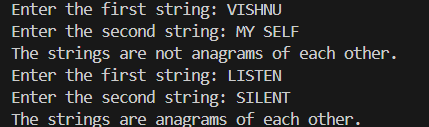 Enter the first string: VISHNU
Enter the second string: MY SELF
The strings are not anagrams of each other.
Enter the first string: LISTEN
Enter the second string: SILENT
The strings are anagrams of each other.